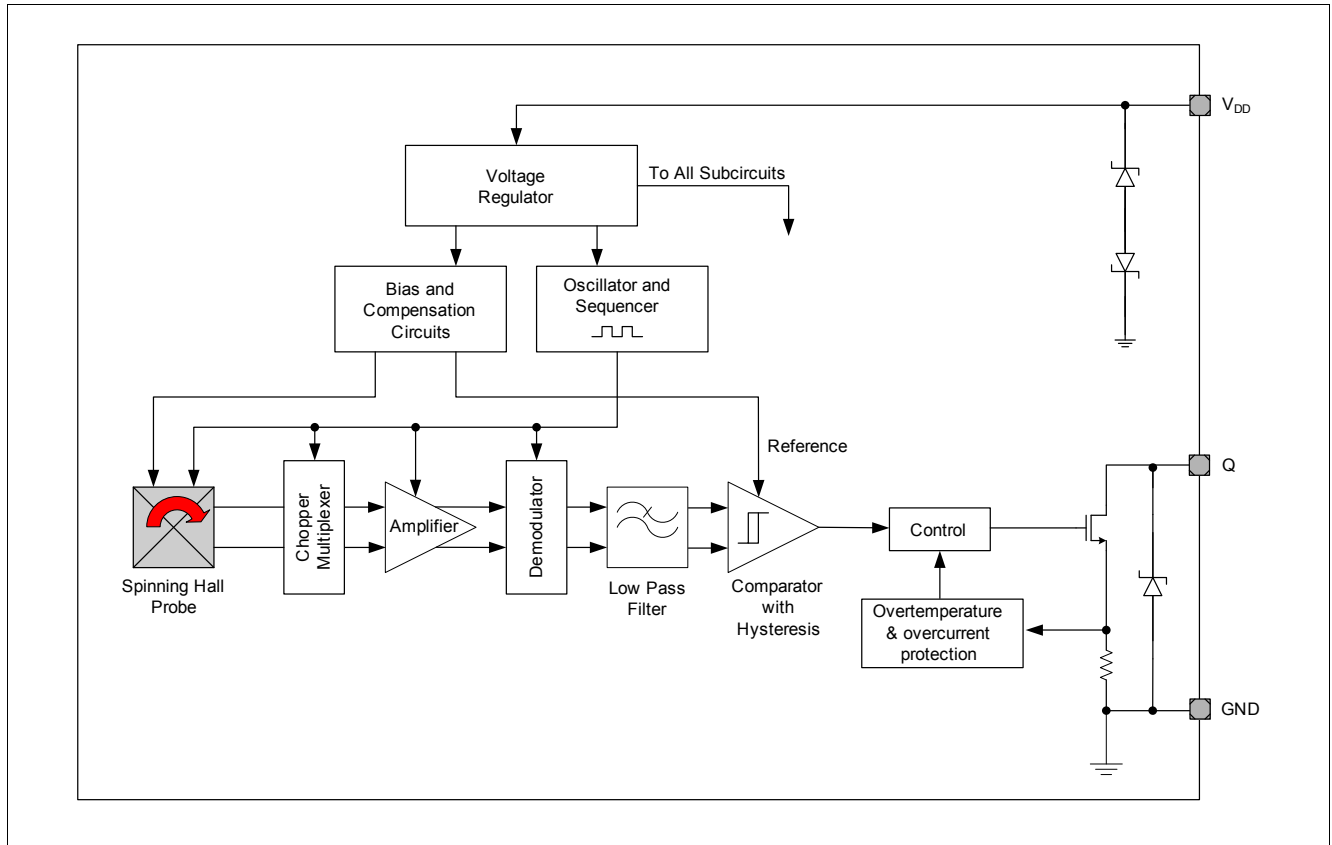 V_DD
Voltage
Regulator
To All Subcircuits
Bias and
Compensation
Circuits
Oscillator and
Sequencer
Reference
Q
Chopper
Multiplexer
Amplifier
Demodulator
Control
Spinning Hall
Probe
Low Pass
Filter
Comparator
with
Hysteresis
Overtemperature
& overcurrent
protection
GND